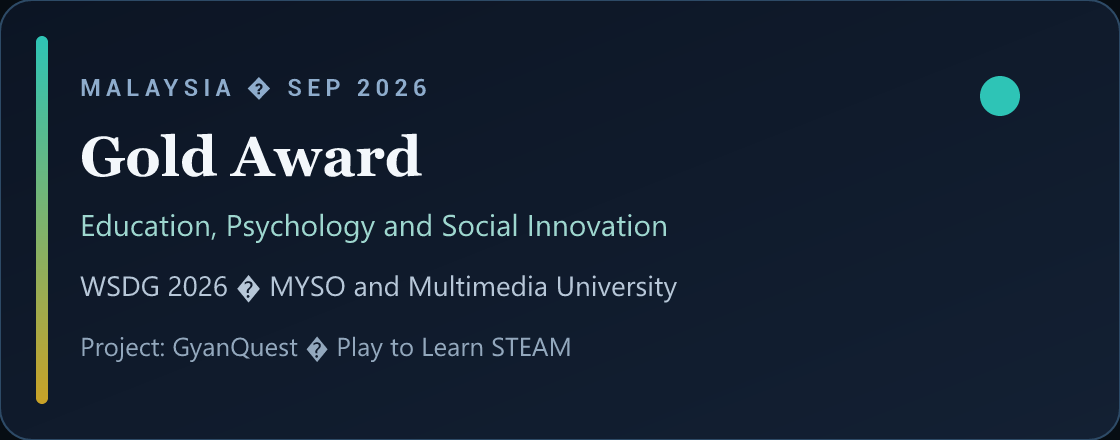 MALAYSIA � SEP 2026
Gold Award
Education, Psychology and Social Innovation
WSDG 2026 � MYSO and Multimedia University
Project: GyanQuest � Play to Learn STEAM